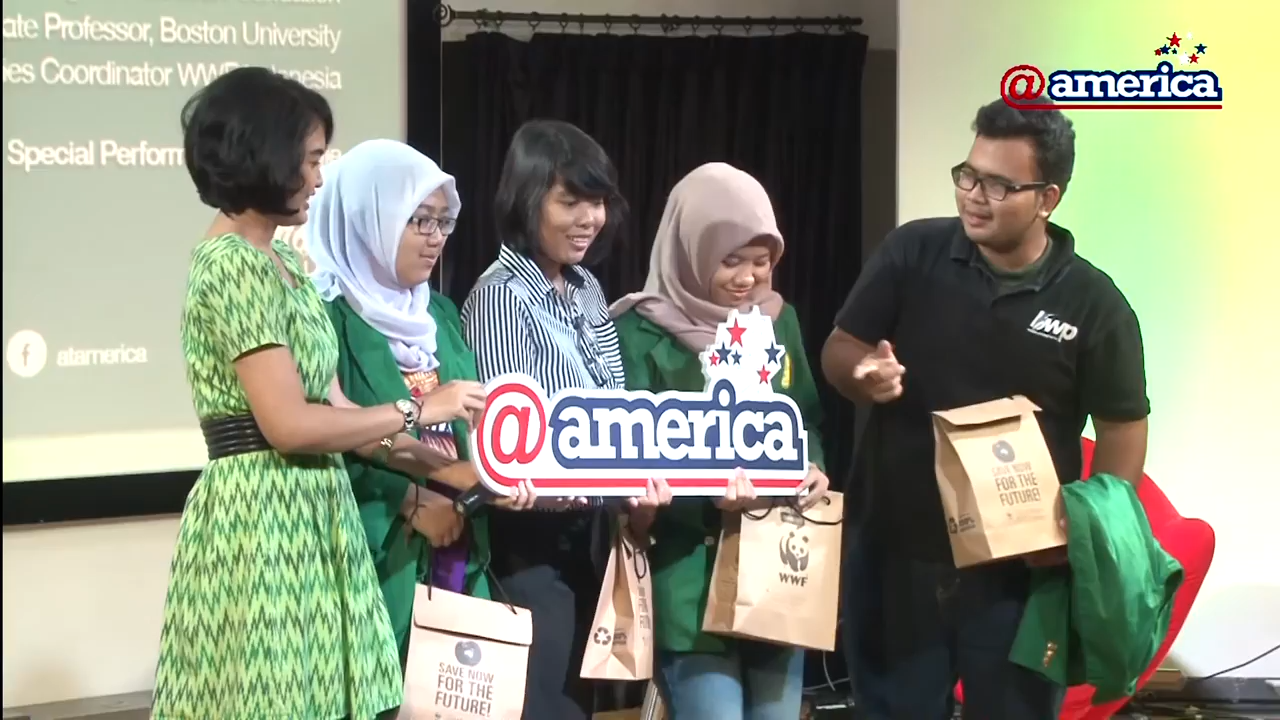 ate Professor, Boston University
ies Coordinator WWF Indonesia
Special Perform
atamerica
@america
@america
SAVE NOW
FOR THE
FUTURE!
WWF
SAVE NOW
FOR THE
FUTURE!